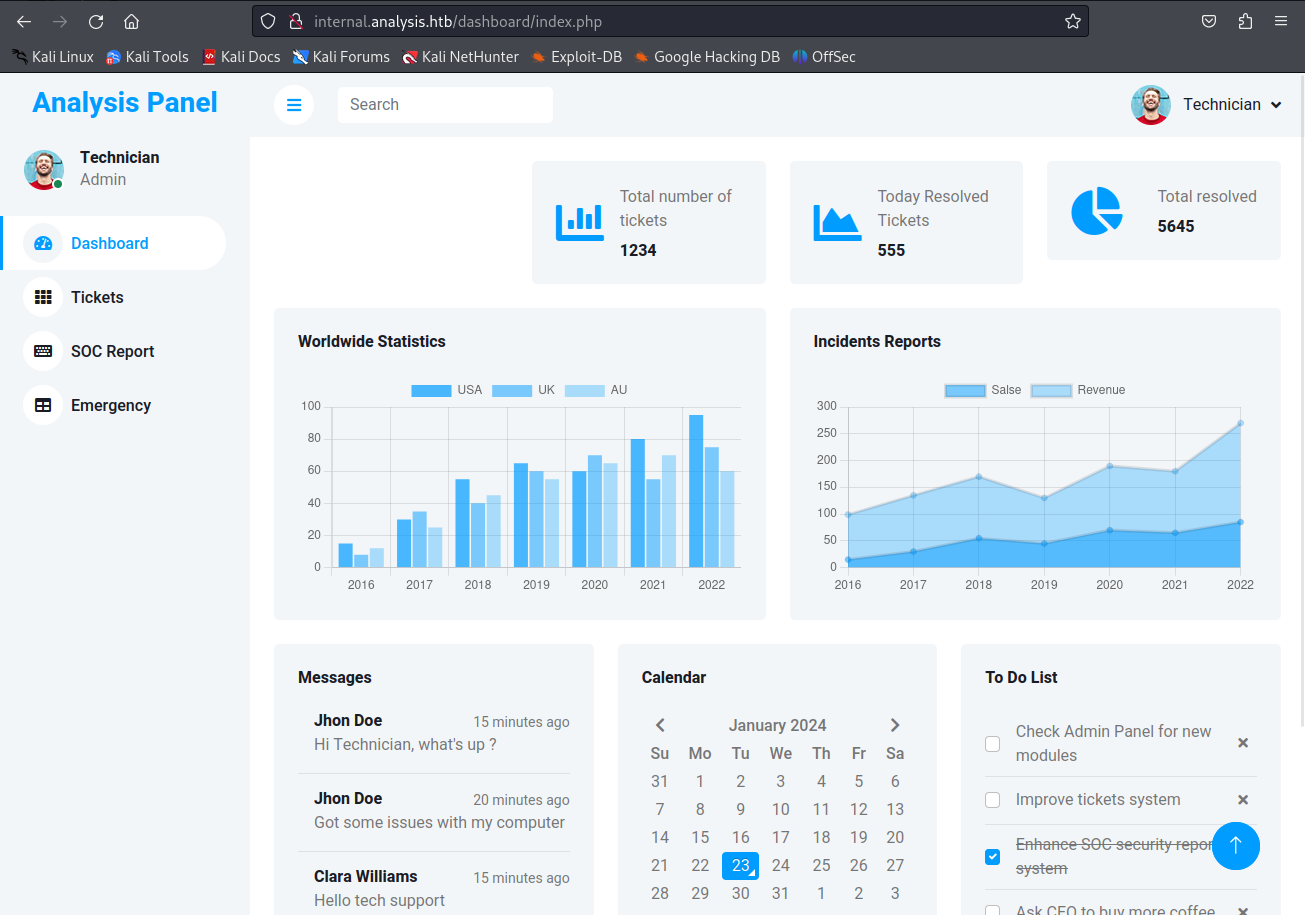 internal.analysis.htb/dashboard/index.php
Kali Linux Kali Tools Kali Docs Kali Forums Kali NetHunter Exploit-DB Google Hacking DB OffSec
Analysis Panel
Search
Technician
Technician
Admin
Dashboard
Tickets
SOC Report
Emergency
Total number of
tickets
1234
Today Resolved
Tickets
555
Total resolved
5645
Worldwide Statistics
USA UK AU
100
80
60
40
20
0
2016 2017 2018 2019 2020 2021 2022
Incidents Reports
Salse Revenue
300
250
200
150
100
50
0
2016 2017 2018 2019 2020 2021 2022
Messages
Jhon Doe 15 minutes ago
Hi Technician, what's up ?
Jhon Doe 20 minutes ago
Got some issues with my computer
Clara Williams 15 minutes ago
Hello tech support
Calendar
January 2024
Su Mo Tu We Th Fr Sa
31 1 2 3 4 5 6
7 8 9 10 11 12 13
14 15 16 17 18 19 20
21 22 23 24 25 26 27
28 29 30 31 1 2 3
To Do List
Check Admin Panel for new
modules
Improve tickets system
Enhance SOC security repor
system
Ask CEO to buy more coffee